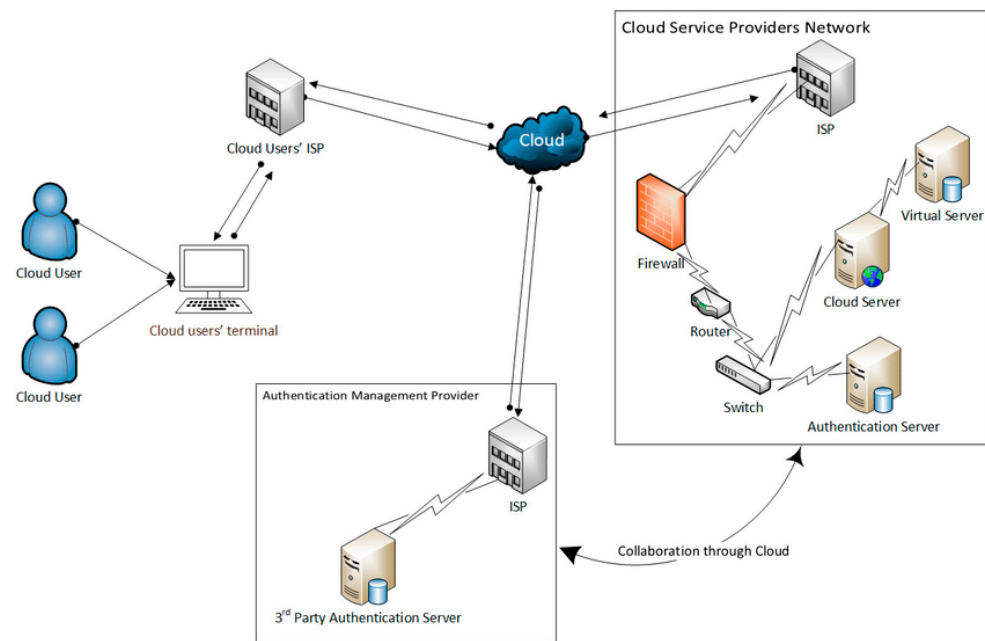 Cloud Service Providers Network
ISP
Cloud Users' ISP
Cloud
Virtual Server
Firewall
Cloud User
Cloud Server
Cloud users' terminal
Router
Cloud User
Switch
Authentication Server
Authentication Management Provider
ISP
Collaboration through Cloud
3rd Party Authentication Server